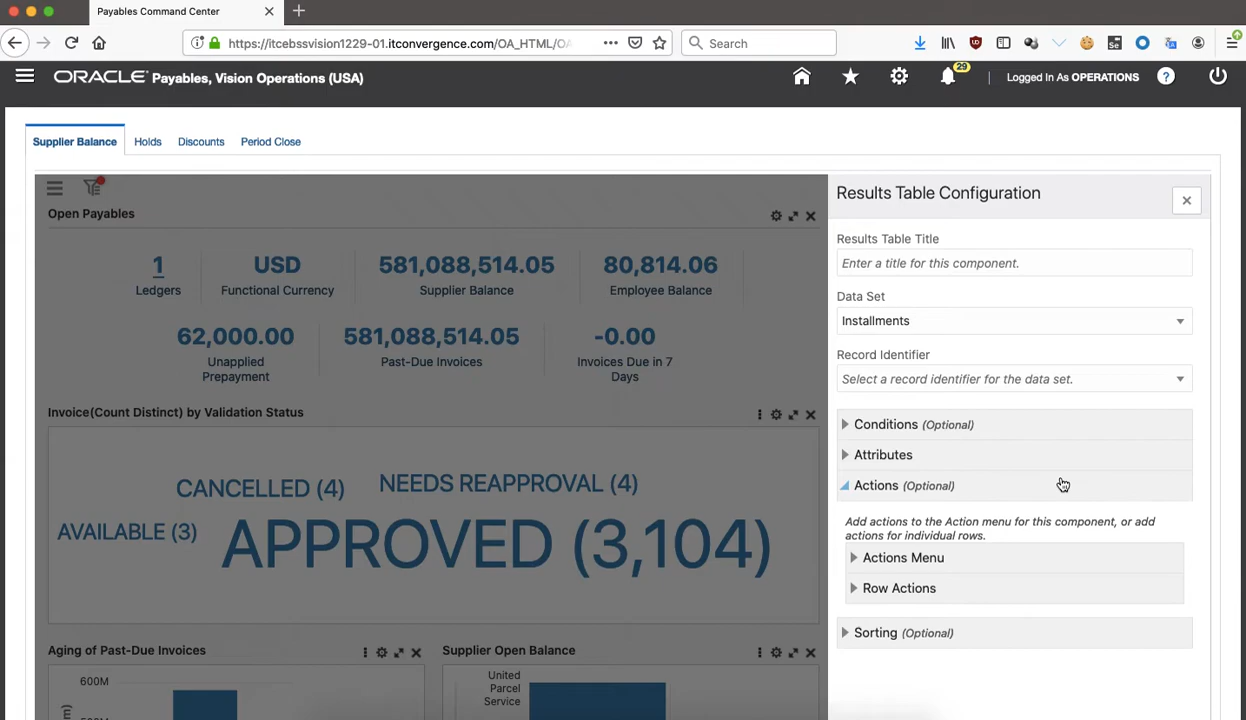 Payables Command Center
https://itcebssvision1229-01.itconvergence.com/OA_HTML/OA
Search
ORACLE Payables, Vision Operations (USA)
29
Logged In As OPERATIONS
Supplier Balance
Holds
Discounts
Period Close
Open Payables
1
Ledgers
USD
Functional Currency
581,088,514.05
Supplier Balance
80,814.06
Employee Balance
62,000.00
Unapplied
Prepayment
581,088,514.05
Past-Due Invoices
-0.00
Invoices Due in 7
Days
Invoice(Count Distinct) by Validation Status
CANCELLED (4)
NEEDS REAPPROVAL (4)
AVAILABLE (3)
APPROVED (3,104)
Aging of Past-Due Invoices
600M
Supplier Open Balance
United
Parcel
Service
Results Table Configuration
Results Table Title
Enter a title for this component.
Data Set
Installments
Record Identifier
Select a record identifier for the data set.
Conditions (Optional)
Attributes
Actions (Optional)
Add actions to the Action menu for this component, or add
actions for individual rows.
Actions Menu
Row Actions
Sorting (Optional)